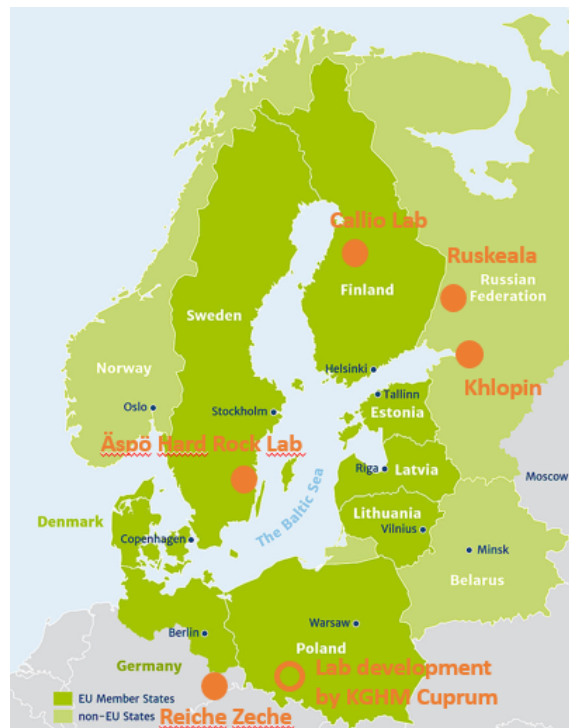 Callio Lab
Ruskeala
Russian
Federation
Finland
Sweden
Norway
Helsinki
Khlopin
Tallinn
Oslo
Stockholm
Estonia
Äspö Hard Rock Lab
Riga
Latvia
Moscow
The Baltic Sea
Lithuania
Denmark
Vilnius
Copenhagen
Minsk
Belarus
Warsaw
Berlin
Poland
Germany
Lab development
by KGHM Cuprum
EU Member States
non-EU States
Reiche Zeche